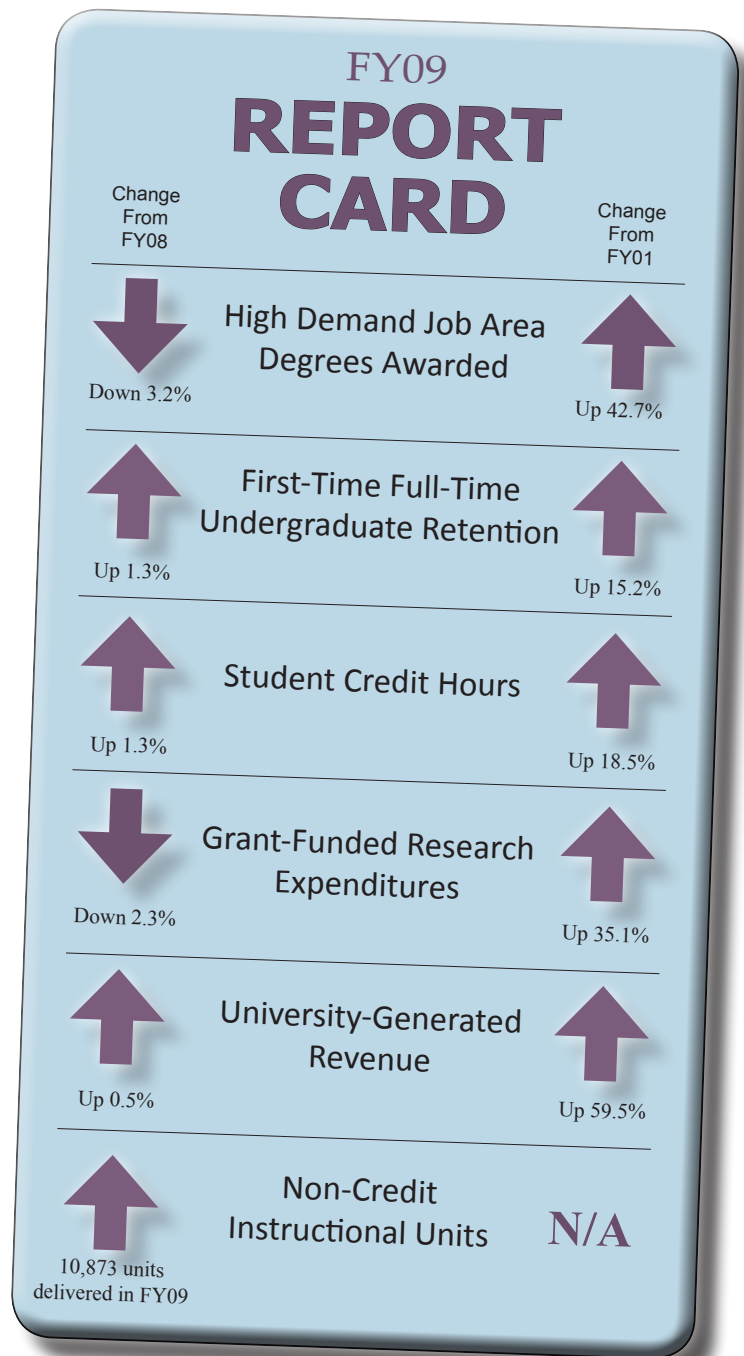 FY09
REPORT
CARD
Change
From
FY08
Change
From
FY01
High Demand Job Area
Degrees Awarded
Down 3.2%
Up 42.7%
First-Time Full-Time
Undergraduate Retention
Up 1.3%
Up 15.2%
Student Credit Hours
Up 1.3%
Up 18.5%
Grant-Funded Research
Expenditures
Down 2.3%
Up 35.1%
University-Generated
Revenue
Up 0.5%
Up 59.5%
Non-Credit
Instructional Units
N/A
10,873 units
delivered in FY09